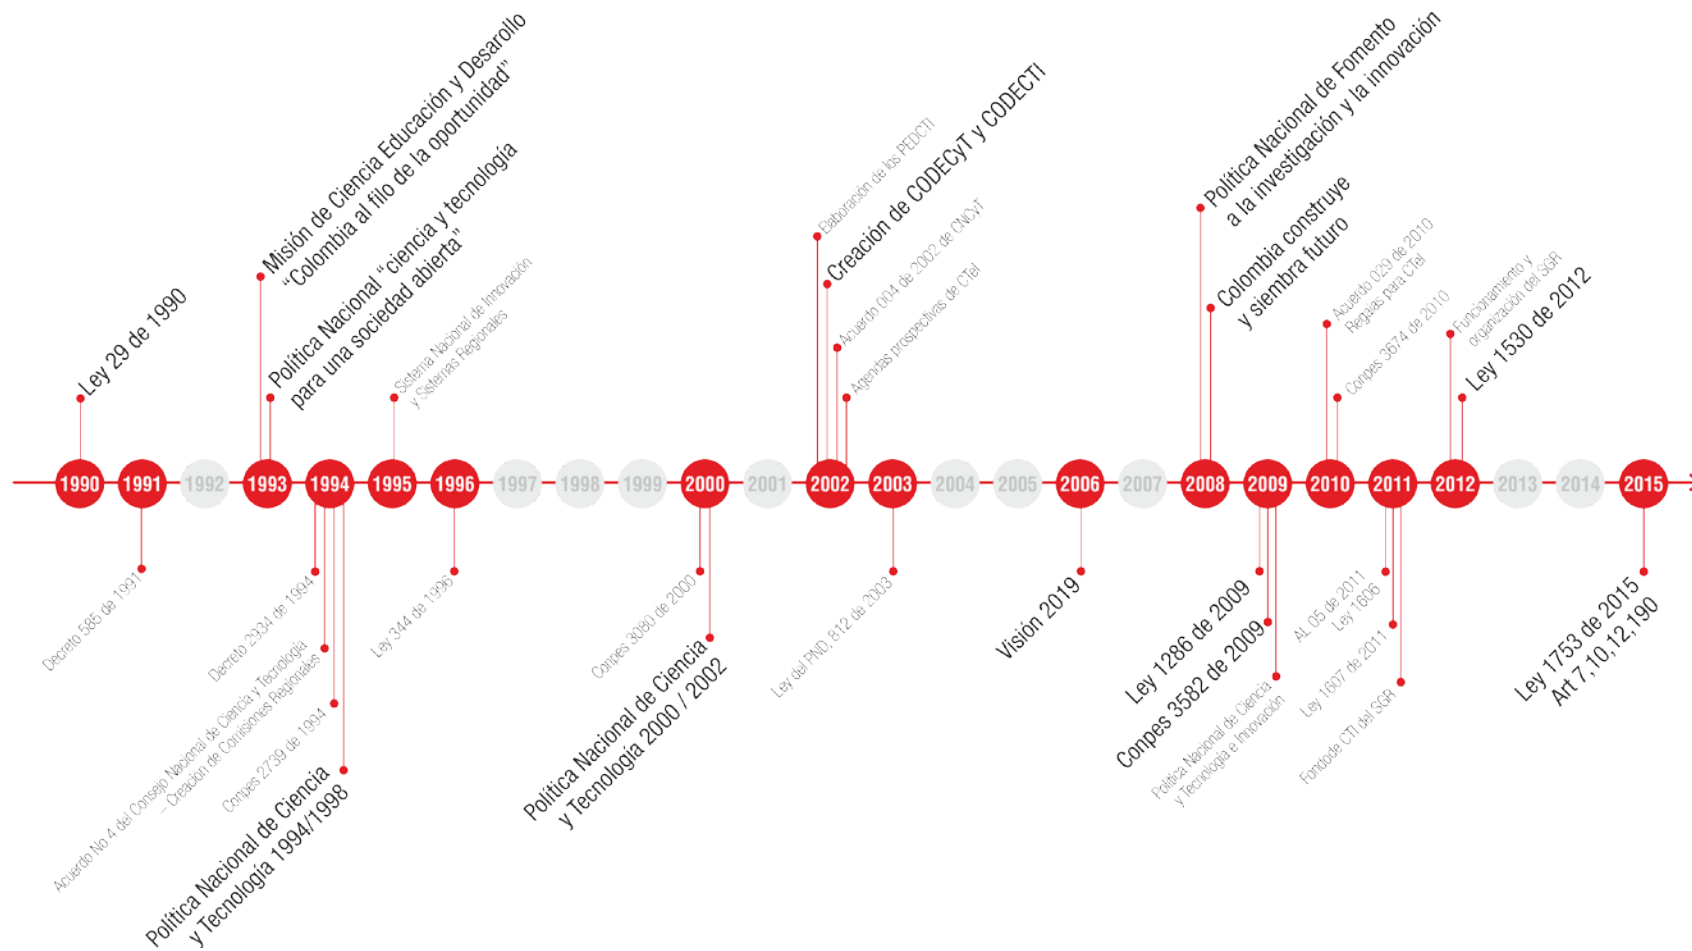 Ley 29 de 1990
Misión de Ciencia Educación y Desarollo
“Colombia al filo de la oportunidad”
Política Nacional “ciencia y tecnología
para una sociedad abierta”
Sistema Nacional de Innovación
y Sistemas Regionales
Elaboración de los PEDCTI
Creación de CODECyT y CODECTI
Acuerdo 004 de 2002 de CNCyT
Agendas prospectivas de CTeI
Política Nacional de Fomento
a la investigación y la innovación
Colombia construye
y siembra futuro
Acuerdo 029 de 2010
Regalías para CTeI
Conpes 3674 de 2010
Funcionamiento y
organización del SGR
Ley 1530 de 2012
1990 1991 1992 1993 1994 1995 1996 1997 1998 1999 2000 2001 2002 2003 2004 2005 2006 2007 2008 2009 2010 2011 2012 2013 2014 2015
Decreto 585 de 1991
Decreto 2934 de 1994
Acuerdo No 4 del Consejo Nacional de Ciencia y Tecnología
– Creación de Comisiones Regionales
Conpes 2739 de 1994
Política Nacional de Ciencia
y Tecnología 1994/1998
Ley 344 de 1996
Conpes 3080 de 2000
Política Nacional de Ciencia
y Tecnología 2000 / 2002
Ley del PND, 812 de 2003
Visión 2019
Ley 1286 de 2009
Conpes 3582 de 2009
Política Nacional de Ciencia
y Tecnología e Innovación
AL 05 de 2011
Ley 1606
Ley 1607 de 2011
Fondode CTI del SGR
Ley 1753 de 2015
Art 7,10,12,190